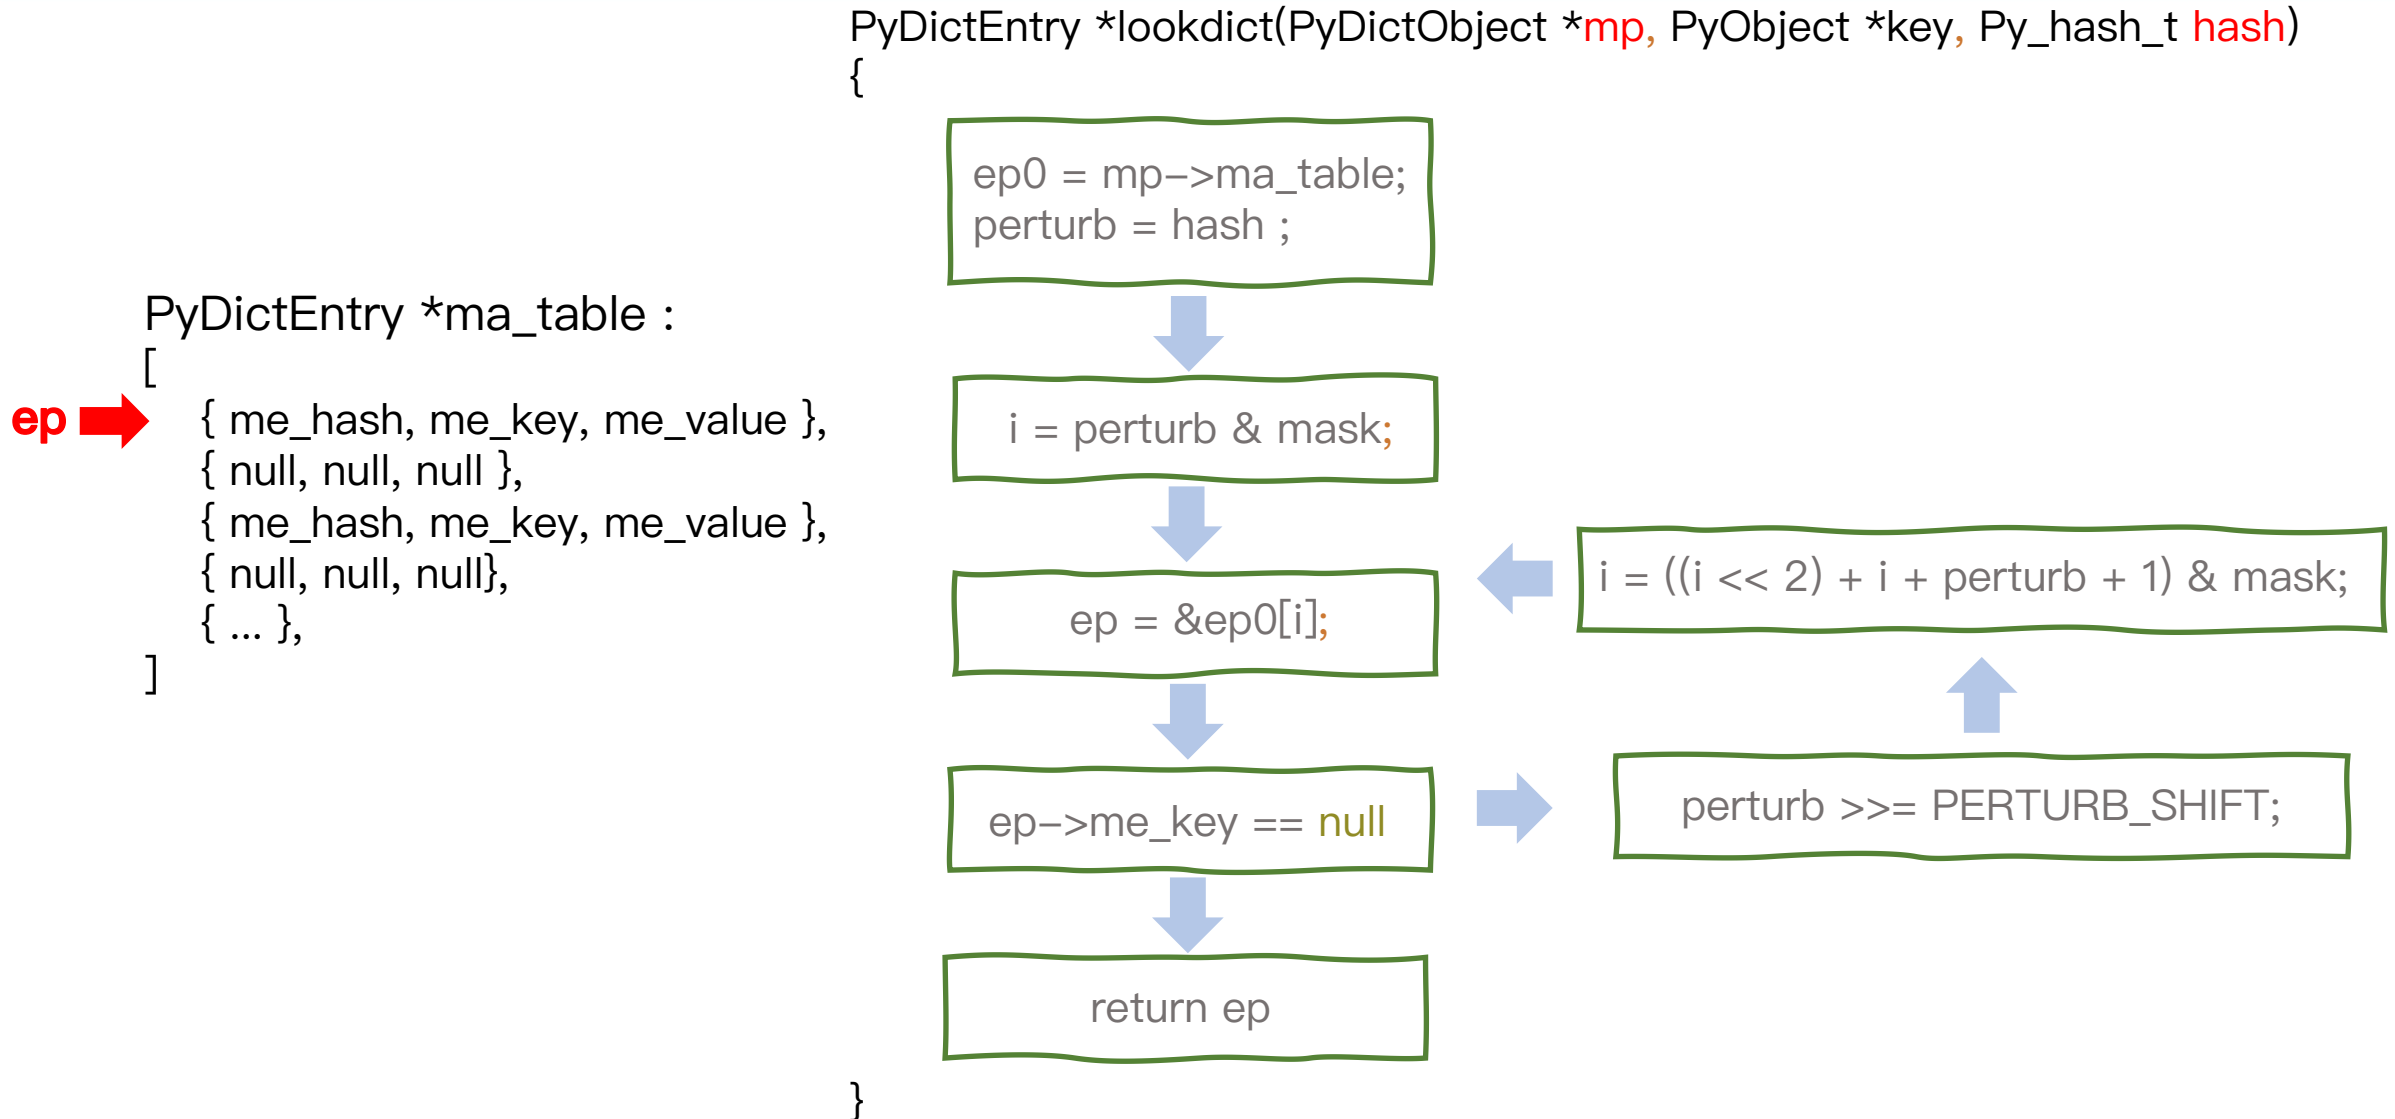 PyDictEntry *lookdict(PyDictObject *mp, PyObject *key, Py_hash_t hash)
{
ep0 = mp->ma_table;
perturb = hash ;
i = perturb & mask;
ep = &ep0[i];
ep->me_key == null
return ep
i = ((i << 2) + i + perturb + 1) & mask;
perturb >>= PERTURB_SHIFT;
}
PyDictEntry *ma_table :
[
ep
{ me_hash, me_key, me_value },
{ null, null, null },
{ me_hash, me_key, me_value },
{ null, null, null},
{ ... },
]